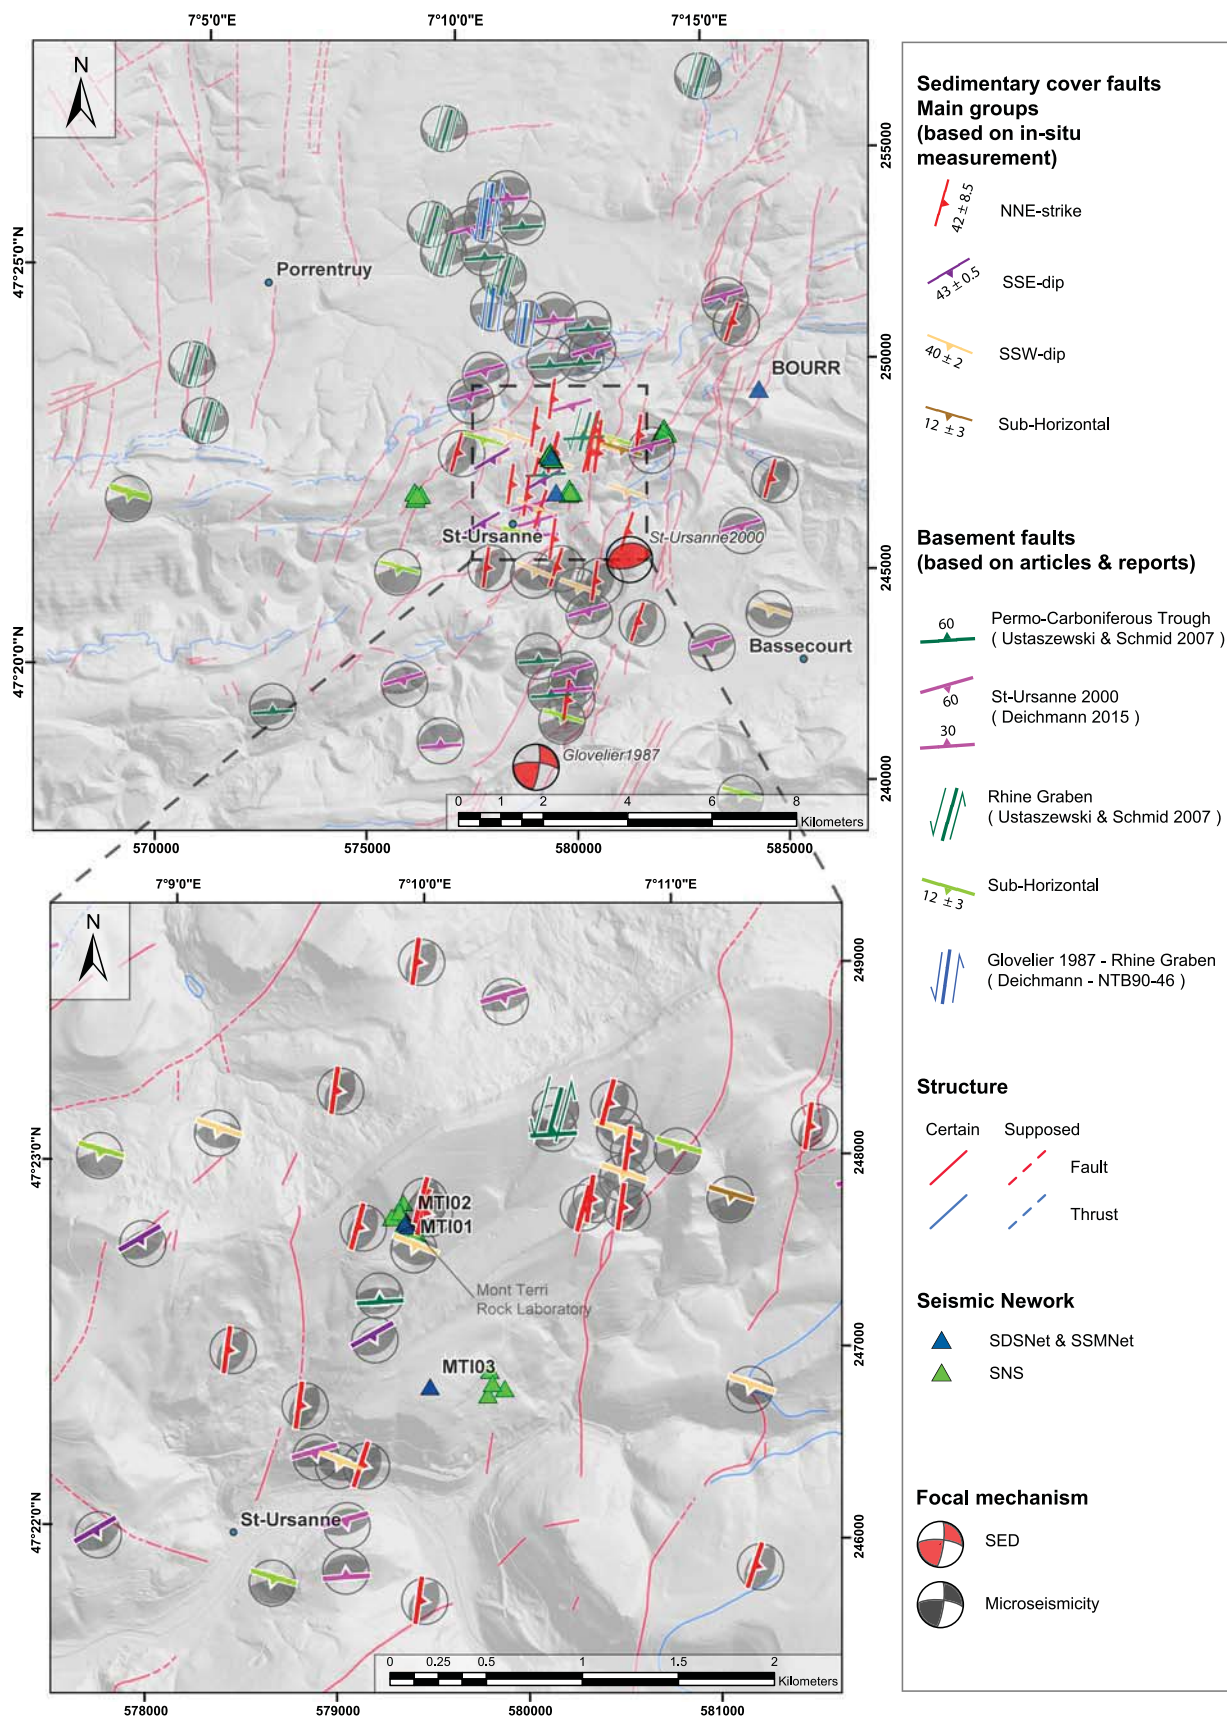 7°5'0"E
7°10'0"E
7°15'0"E
N
255000
47°25'0"N
Porrentruy
250000
BOURR
St-Ursanne
St-Ursanne2000
245000
47°20'0"N
Bassecourt
Glovelier1987
240000
0 1 2 4 6 8
Kilometers
570000
575000
580000
585000
7°9'0"E
7°10'0"E
7°11'0"E
N
249000
47°23'0"N
248000
MTI02
MTI01
Mont Terri
Rock Laboratory
247000
MTI03
47°22'0"N
St-Ursanne
246000
0 0.25 0.5 1 1.5 2
Kilometers
578000
579000
580000
581000
Sedimentary cover faults
Main groups
(based on in-situ
measurement)
42 ± 8.5
NNE-strike
43 ± 0.5
SSE-dip
40 ± 2
SSW-dip
12 ± 3
Sub-Horizontal
Basement faults
(based on articles & reports)
60
Permo-Carboniferous Trough
( Ustaszewski & Schmid 2007 )
60
St-Ursanne 2000
( Deichmann 2015 )
30
Rhine Graben
( Ustaszewski & Schmid 2007 )
12 ± 3
Sub-Horizontal
Glovelier 1987 - Rhine Graben
( Deichmann - NTB90-46 )
Structure
Certain Supposed
Fault
Thrust
Seismic Nework
SDSNet & SSMNet
SNS
Focal mechanism
SED
Microseismicity